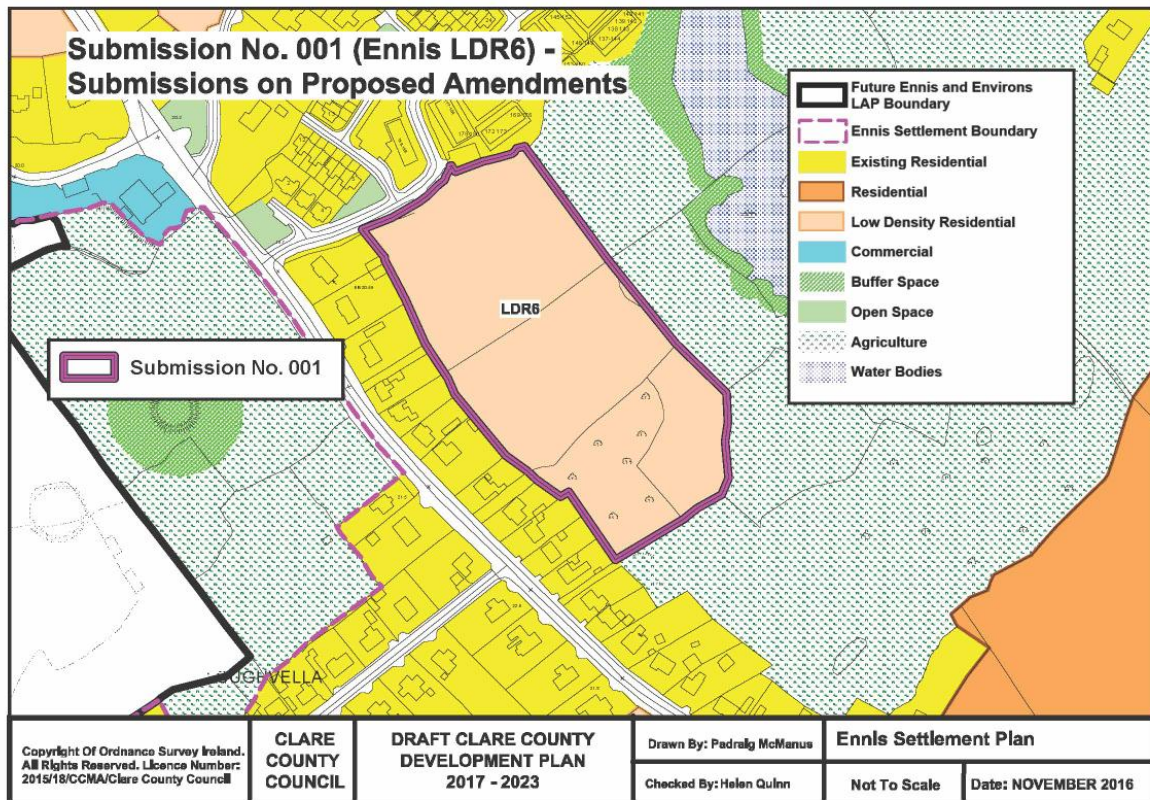 Submission No. 001 (Ennis LDR6) -
Submissions on Proposed Amendments
Future Ennis and Environs
LAP Boundary
Ennis Settlement Boundary
Existing Residential
Residential
Low Density Residential
Commercial
Buffer Space
Open Space
Agriculture
Water Bodies
LDR6
Submission No. 001
Copyright Of Ordnance Survey Ireland.
All Rights Reserved. Licence Number:
2015/18/CCMA/Clare County Council
CLARE
COUNTY
COUNCIL
DRAFT CLARE COUNTY
DEVELOPMENT PLAN
2017 - 2023
Drawn By: Padraig McManus
Checked By: Helen Quinn
Ennis Settlement Plan
Not To Scale
Date: NOVEMBER 2016